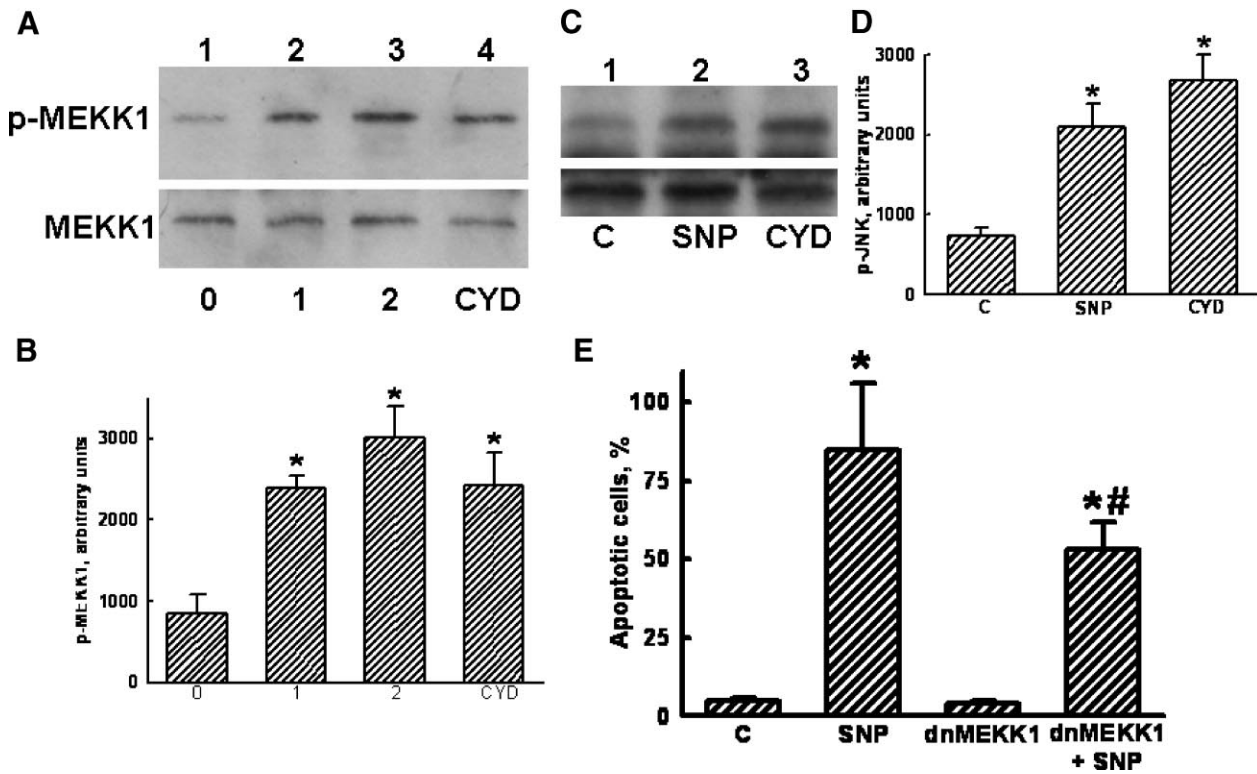 A
1 2 3 4
p-MEKK1
MEKK1
0 1 2 CYD
B
p-MEKK1, arbitrary units
3000
2000
1000
0
* * *
0 1 2 CYD
C
1 2 3
C SNP CYD
D
p-JNK, arbitrary units
3000
2000
1000
0
* *
C SNP CYD
E
Apoptotic cells, %
100
75
50
25
0
* *#
C SNP dnMEKK1 dnMEKK1
+ SNP